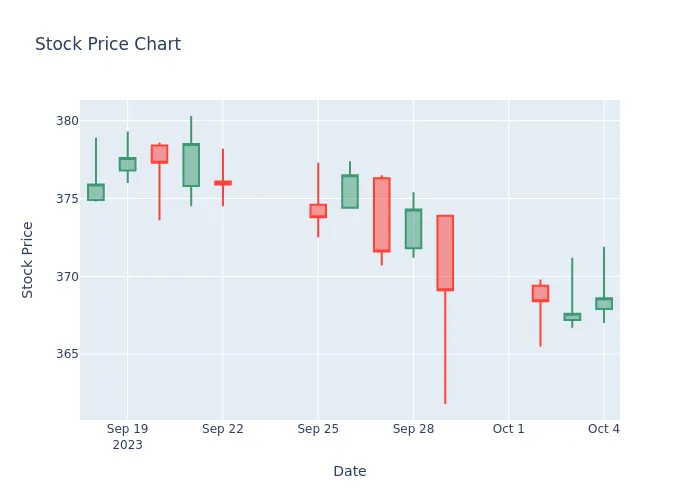 Stock Price Chart
380
375
370
365
Stock Price
Sep 19
2023
Sep 22
Sep 25
Sep 28
Oct 1
Oct 4
Date